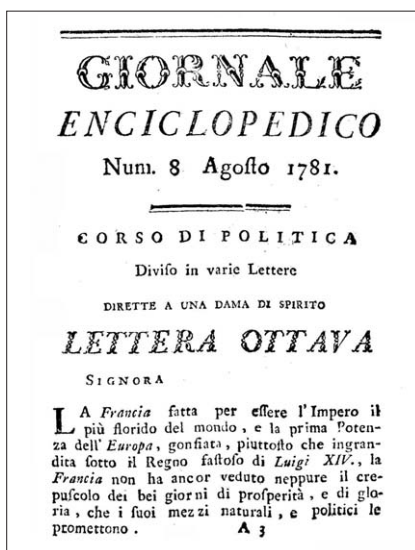 GIORNALE
ENCICLOPEDICO
Num. 8 Agoſto 1781.
CORSO DI POLITICA
Diviſo in varie Lettere
DIRETTE A UNA DAMA DI SPIRITO
LETTERA OTTAVA
SIGNORA
LA Francia fatta per eſſere l'Impero il
più florido del mondo, e la prima Poten-
za dell' Europa, gonfiata, piuttoſto che ingran-
dita ſotto il Regno faſtoſo di Luigi XIV., la
Francia non ha ancor veduto neppure il cre-
puſcolo dei bei giorni di proſperità, e di glo-
ria, che i ſuoi mezzi naturali, e politici le
promettono. A 3